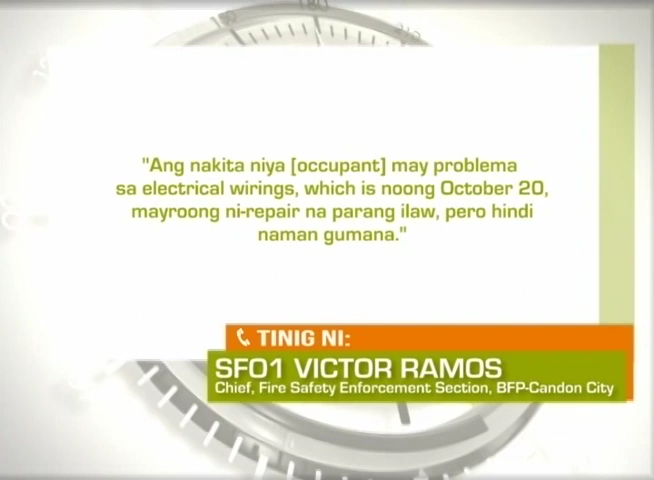 "Ang nakita niya [occupant] may problema
sa electrical wirings, which is noong October 20,
mayroong ni-repair na parang ilaw, pero hindi
naman gumana."
TINIG NI:
SFO1 VICTOR RAMOS
Chief, Fire Safety Enforcement Section, BFP-Candon City